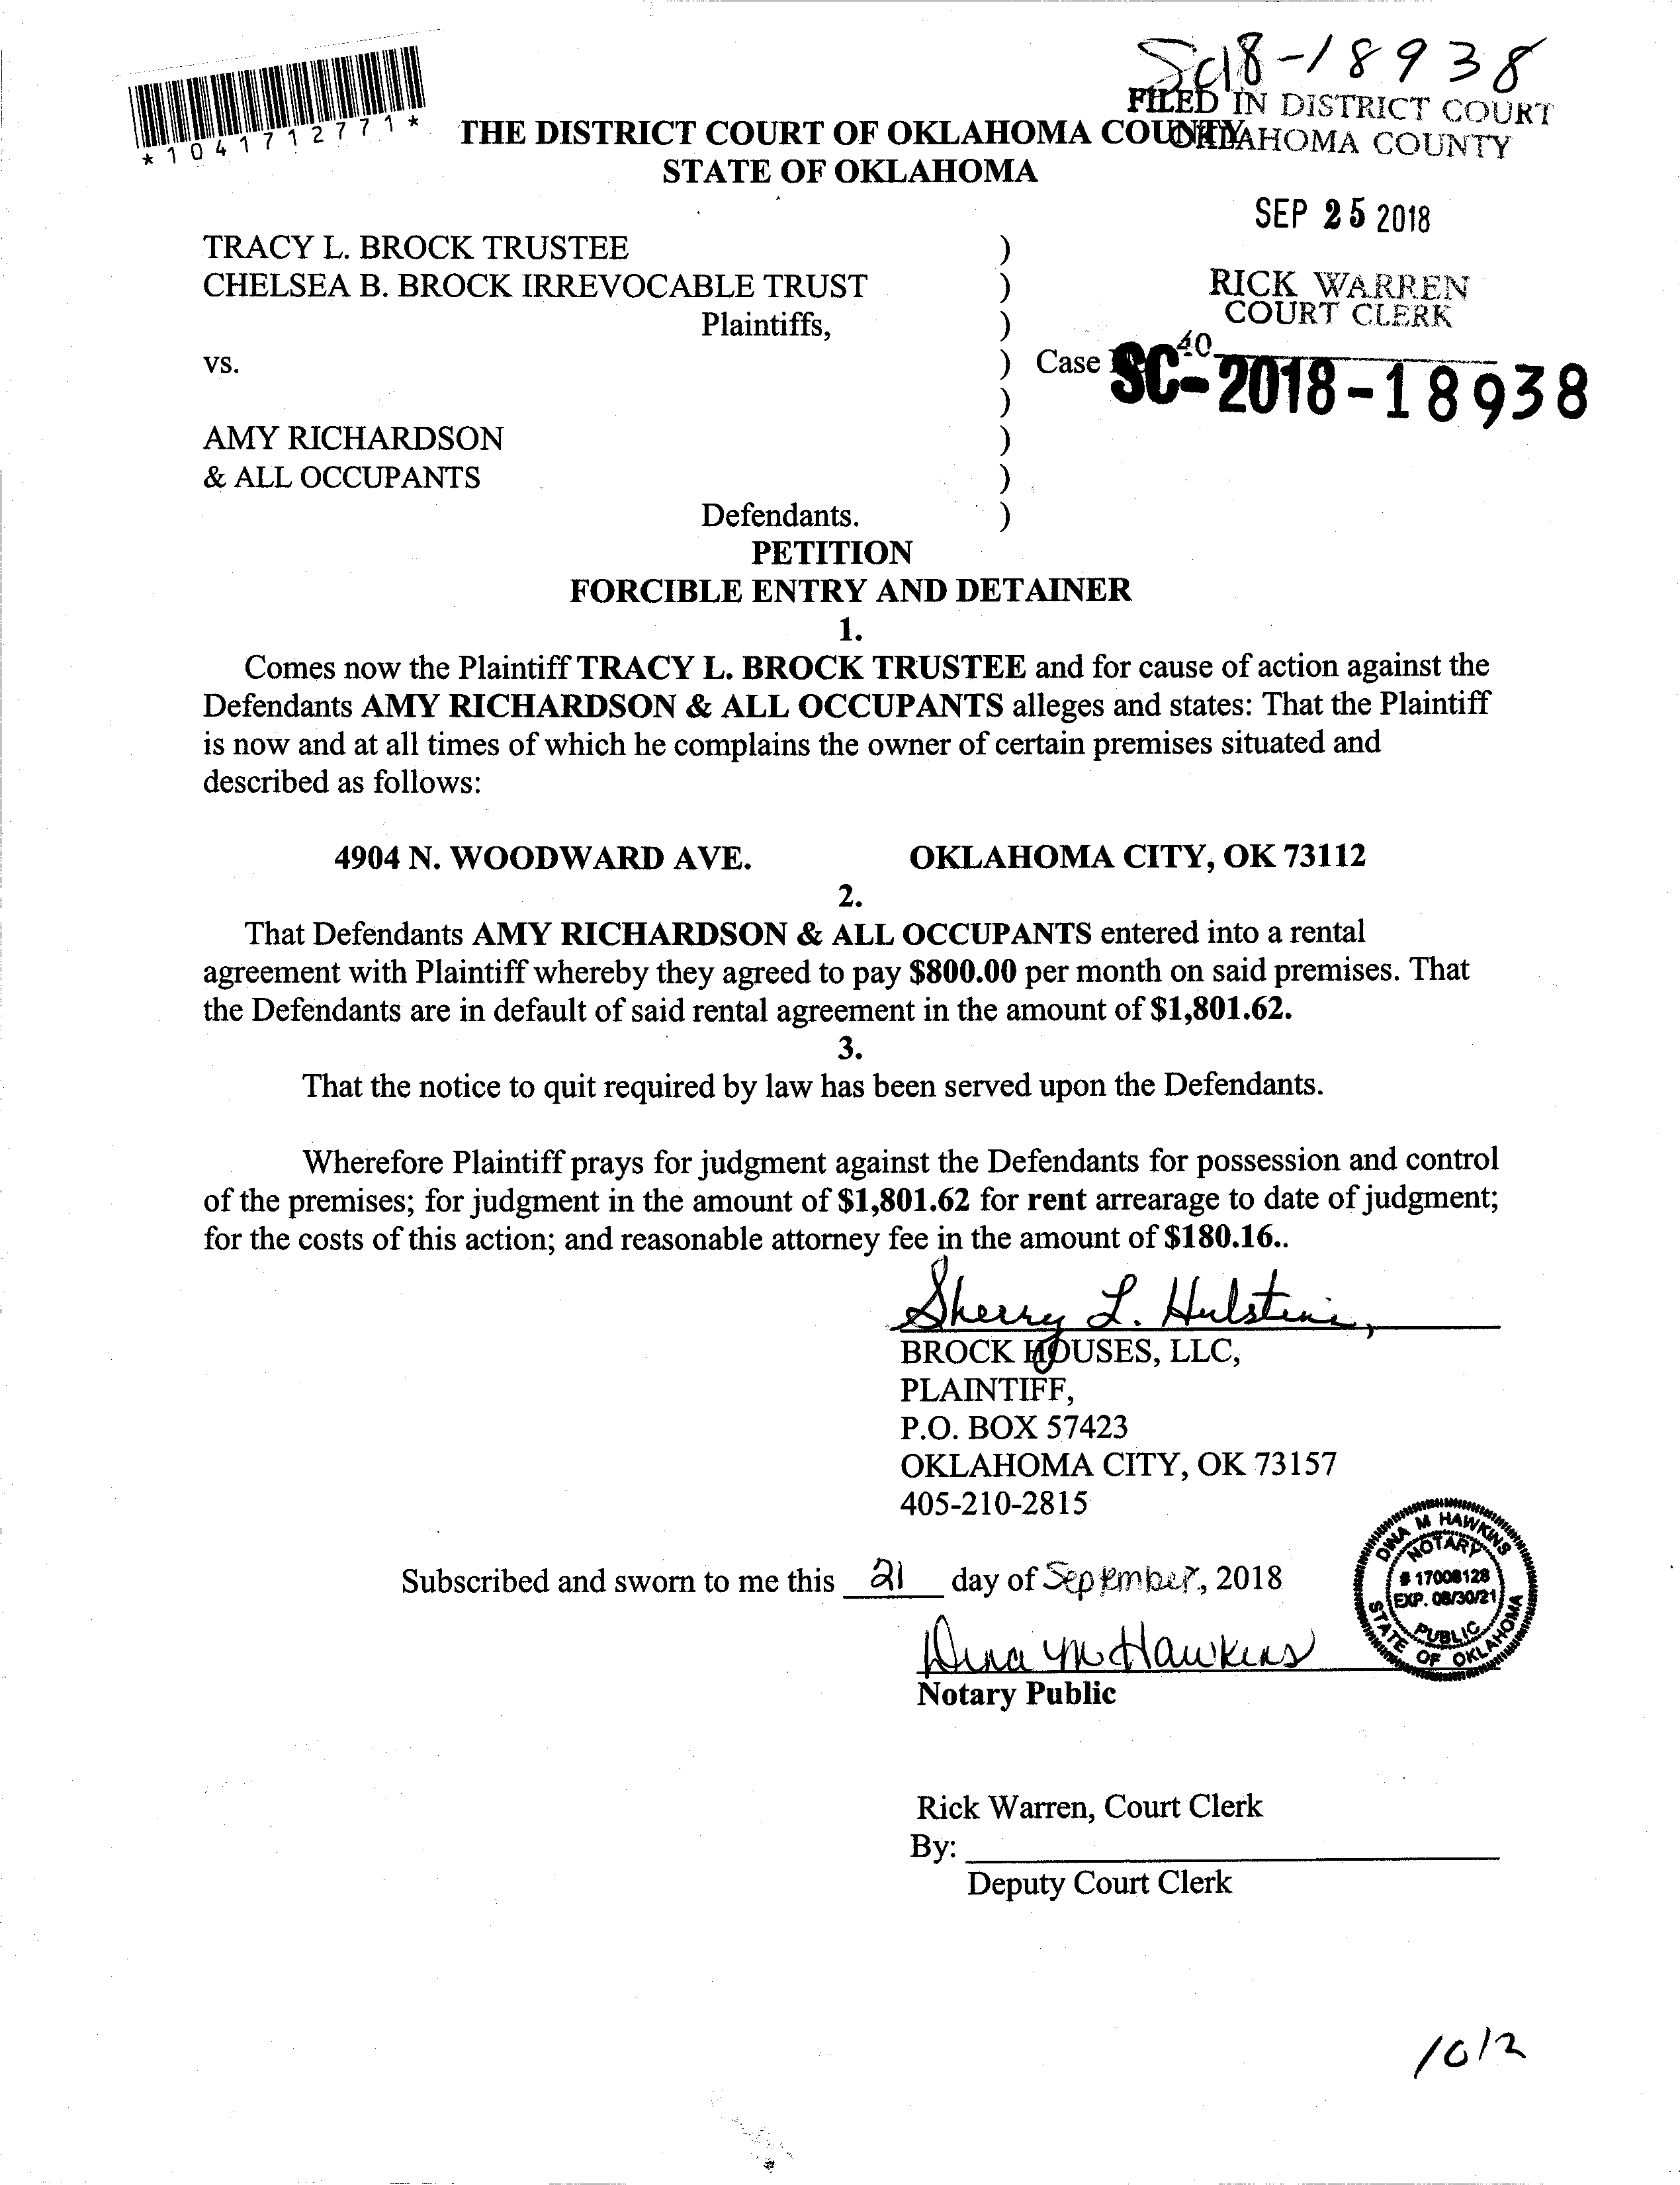 Sc18-18938
FILED IN DISTRICT COURT
OKLAHOMA COUNTY
*1041712771*
THE DISTRICT COURT OF OKLAHOMA COUNTY
STATE OF OKLAHOMA
SEP 25 2018
TRACY L. BROCK TRUSTEE )
CHELSEA B. BROCK IRREVOCABLE TRUST )
RICK WARREN
COURT CLERK
Plaintiffs, )
40
vs. ) Case SC-2018-18938
)
AMY RICHARDSON )
& ALL OCCUPANTS )
Defendants. )
PETITION
FORCIBLE ENTRY AND DETAINER
1.
Comes now the Plaintiff TRACY L. BROCK TRUSTEE and for cause of action against the
Defendants AMY RICHARDSON & ALL OCCUPANTS alleges and states: That the Plaintiff
is now and at all times of which he complains the owner of certain premises situated and
described as follows:
4904 N. WOODWARD AVE. OKLAHOMA CITY, OK 73112
2.
That Defendants AMY RICHARDSON & ALL OCCUPANTS entered into a rental
agreement with Plaintiff whereby they agreed to pay $800.00 per month on said premises. That
the Defendants are in default of said rental agreement in the amount of $1,801.62.
3.
That the notice to quit required by law has been served upon the Defendants.
Wherefore Plaintiff prays for judgment against the Defendants for possession and control
of the premises; for judgment in the amount of $1,801.62 for rent arrearage to date of judgment;
for the costs of this action; and reasonable attorney fee in the amount of $180.16..
Sherry L. Hulsteine,
BROCK HOUSES, LLC,
PLAINTIFF,
P.O. BOX 57423
OKLAHOMA CITY, OK 73157
405-210-2815
Subscribed and sworn to me this 21 day of September, 2018
DINA M HAWKINS
NOTARY
# 17008128
EXP. 08/30/21
PUBLIC
STATE OF OKLAHOMA
Dina M Hawkins
Notary Public
Rick Warren, Court Clerk
By:
Deputy Court Clerk
1012